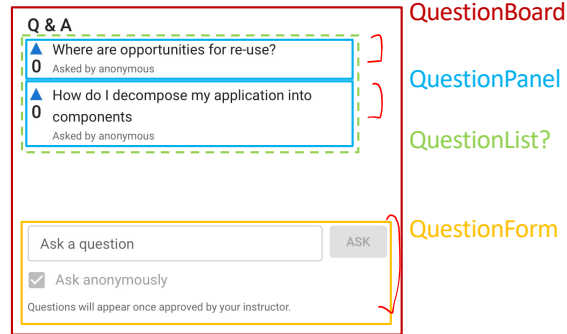 QuestionBoard
Q & A
Where are opportunities for re-use?
0
Asked by anonymous
QuestionPanel
How do I decompose my application into
0
components
Asked by anonymous
QuestionList?
QuestionForm
Ask a question
ASK
Ask anonymously
Questions will appear once approved by your instructor.